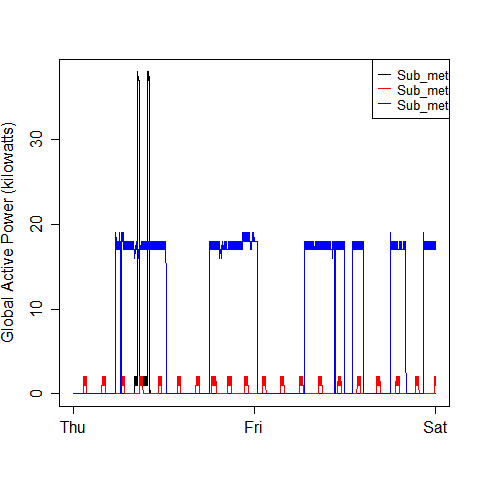 Global Active Power (kilowatts)
30
20
10
0
Thu
Fri
Sat
Sub_met
Sub_met
Sub_met